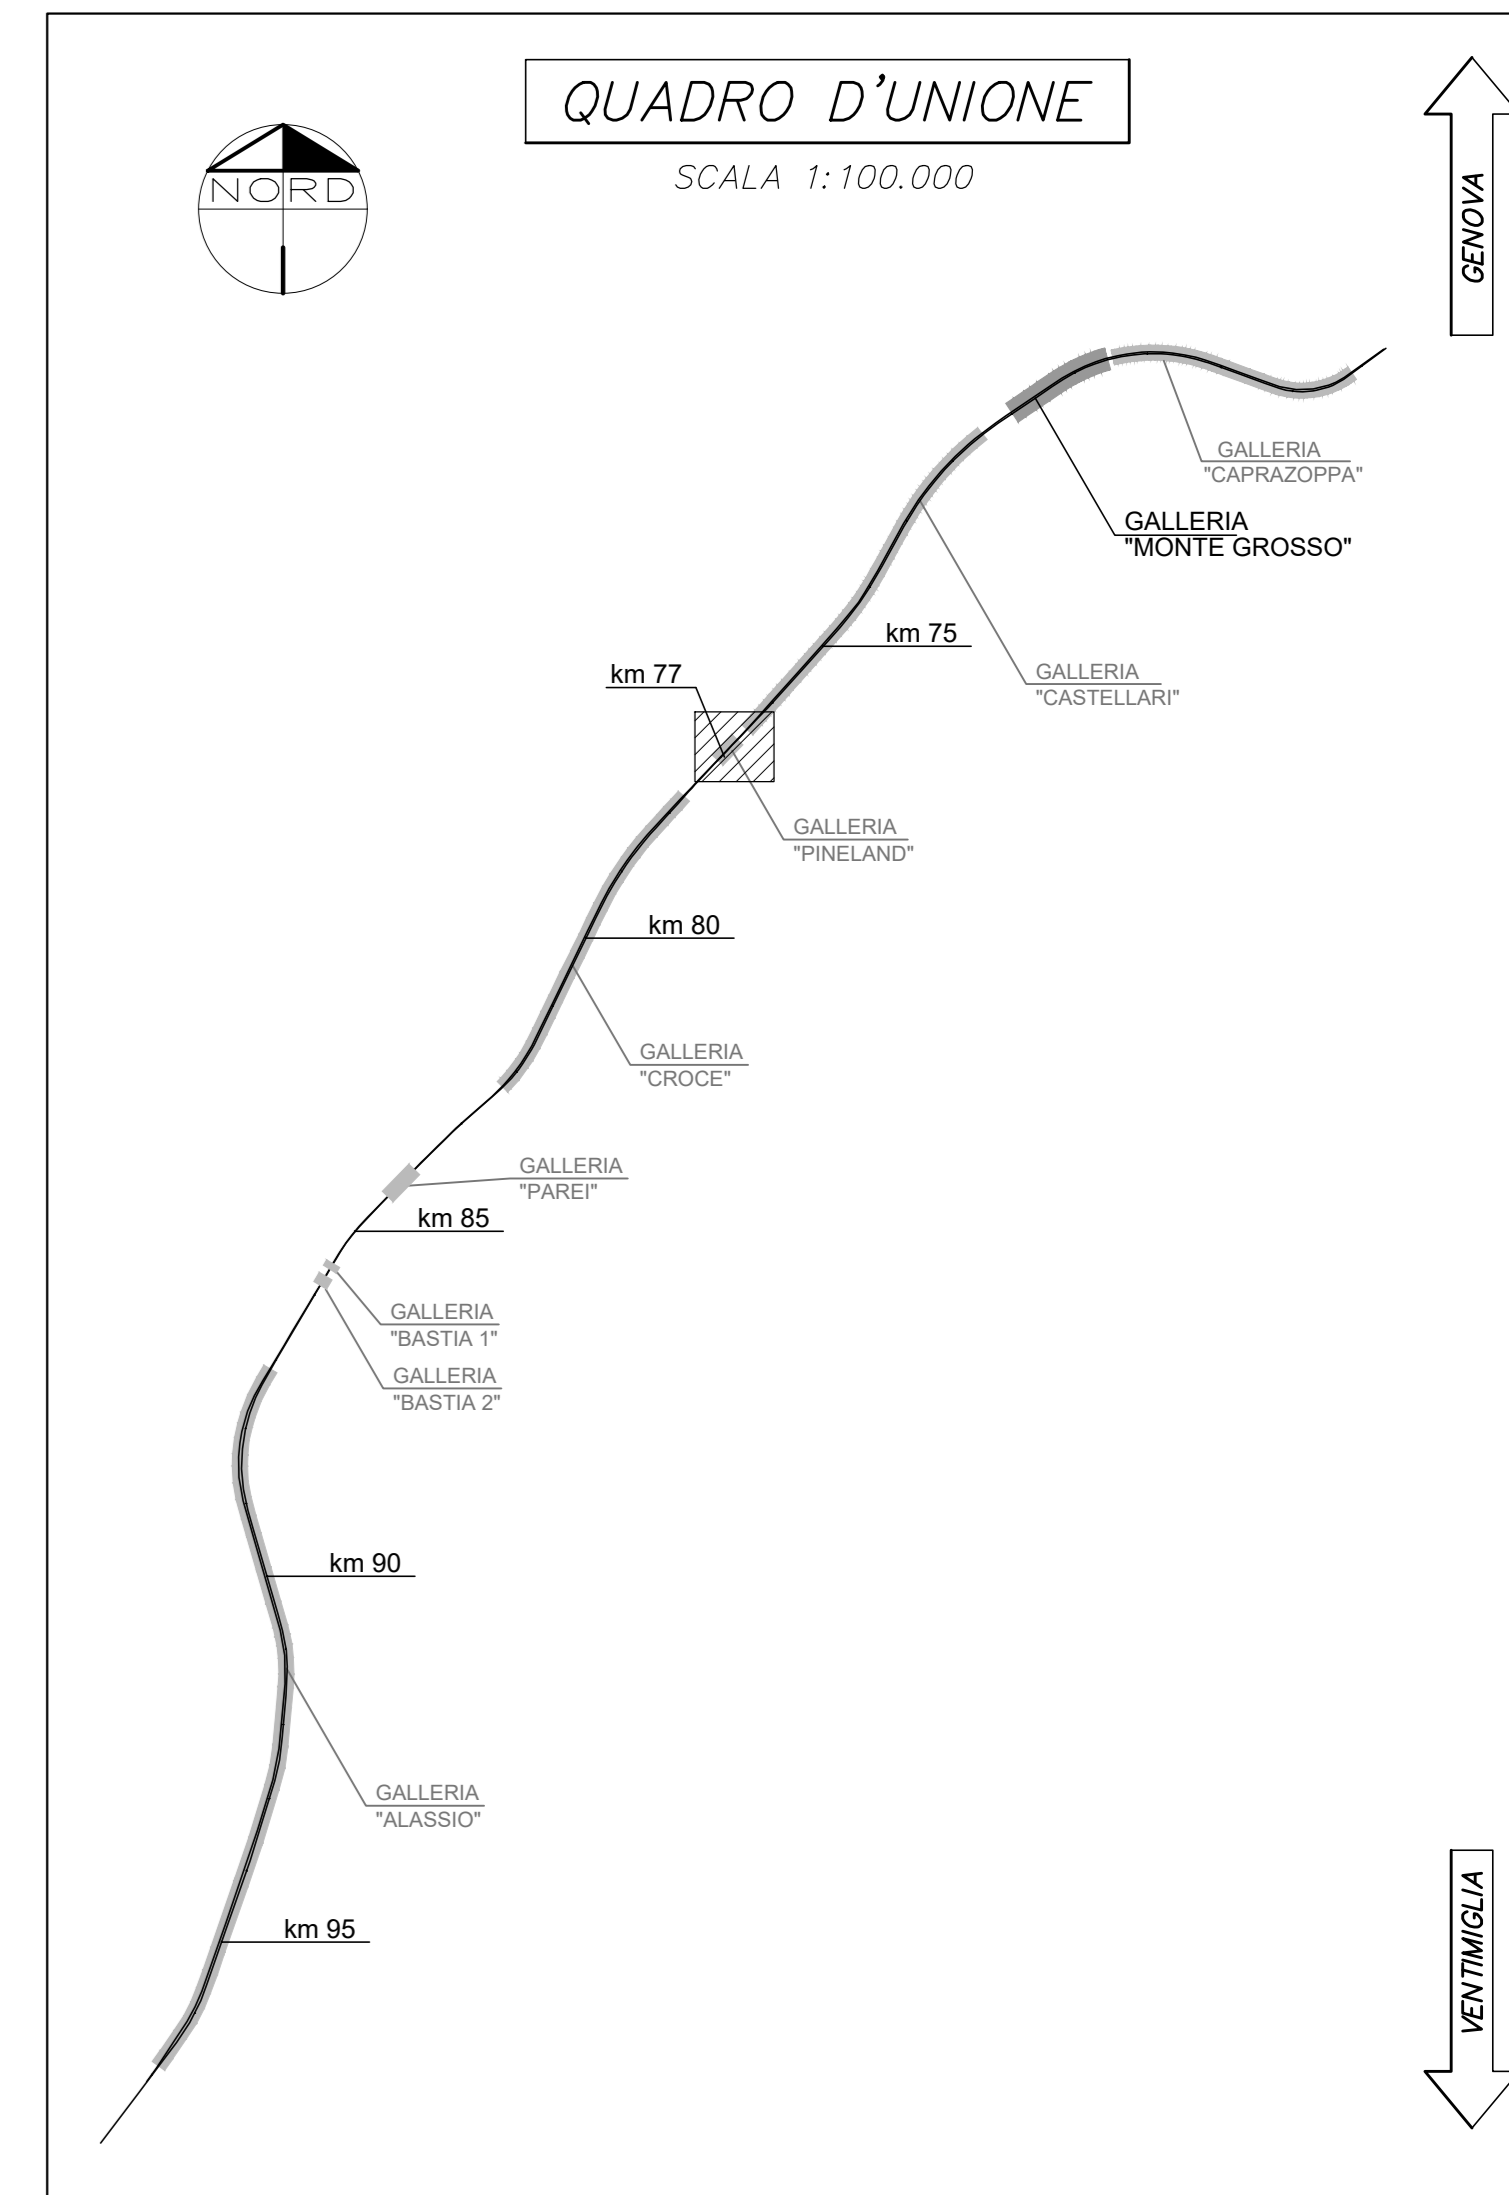 QUADRO D'UNIONE
SCALA 1:100.000
NORD
GENOVA
GALLERIA
"CAPRAZOPPA"
GALLERIA
"MONTE GROSSO"
km 75
GALLERIA
"CASTELLARI"
km 77
GALLERIA
"PINELAND"
km 80
GALLERIA
"CROCE"
GALLERIA
"PAREI"
km 85
GALLERIA
"BASTIA 1"
GALLERIA
"BASTIA 2"
km 90
GALLERIA
"ALASSIO"
km 95
VENTIMIGLIA